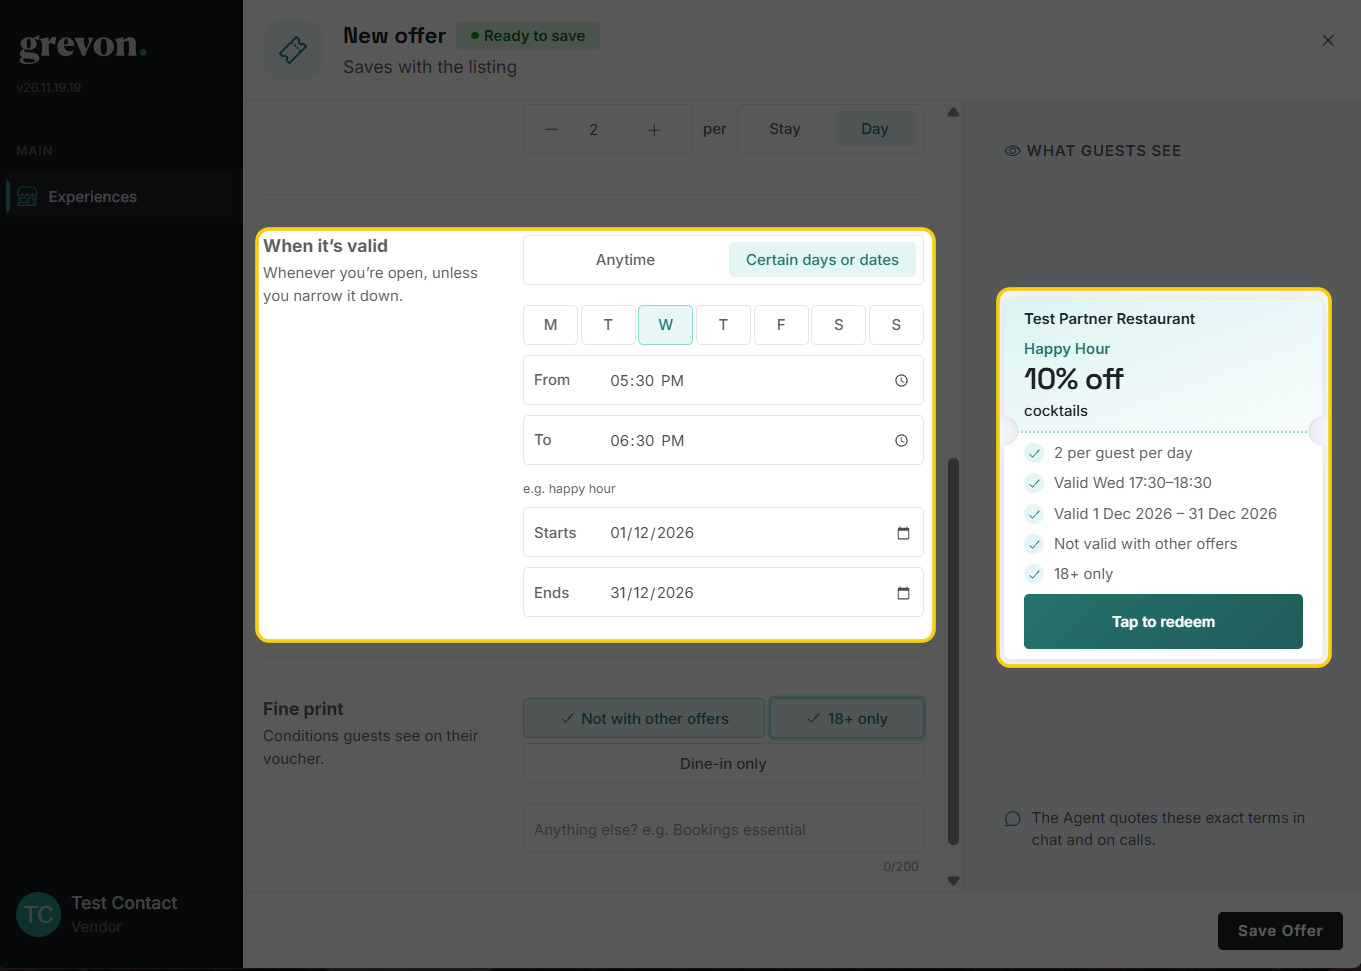 grevon.
v26.11.19.19
MAIN
Experiences
Test Contact
TC
Vendor
New offer
Ready to save
Saves with the listing
2
per
Stay
Day
When it’s valid
Whenever you’re open, unless
you narrow it down.
Anytime
Certain days or dates
M
T
W
T
F
S
S
From
05:30 PM
To
06:30 PM
e.g. happy hour
Starts
01/12/2026
Ends
31/12/2026
Fine print
Conditions guests see on their
voucher.
Not with other offers
18+ only
Dine-in only
Anything else? e.g. Bookings essential
0/200
WHAT GUESTS SEE
Test Partner Restaurant
Happy Hour
10% off
cocktails
2 per guest per day
Valid Wed 17:30–18:30
Valid 1 Dec 2026 – 31 Dec 2026
Not valid with other offers
18+ only
Tap to redeem
The Agent quotes these exact terms in
chat and on calls.
Save Offer